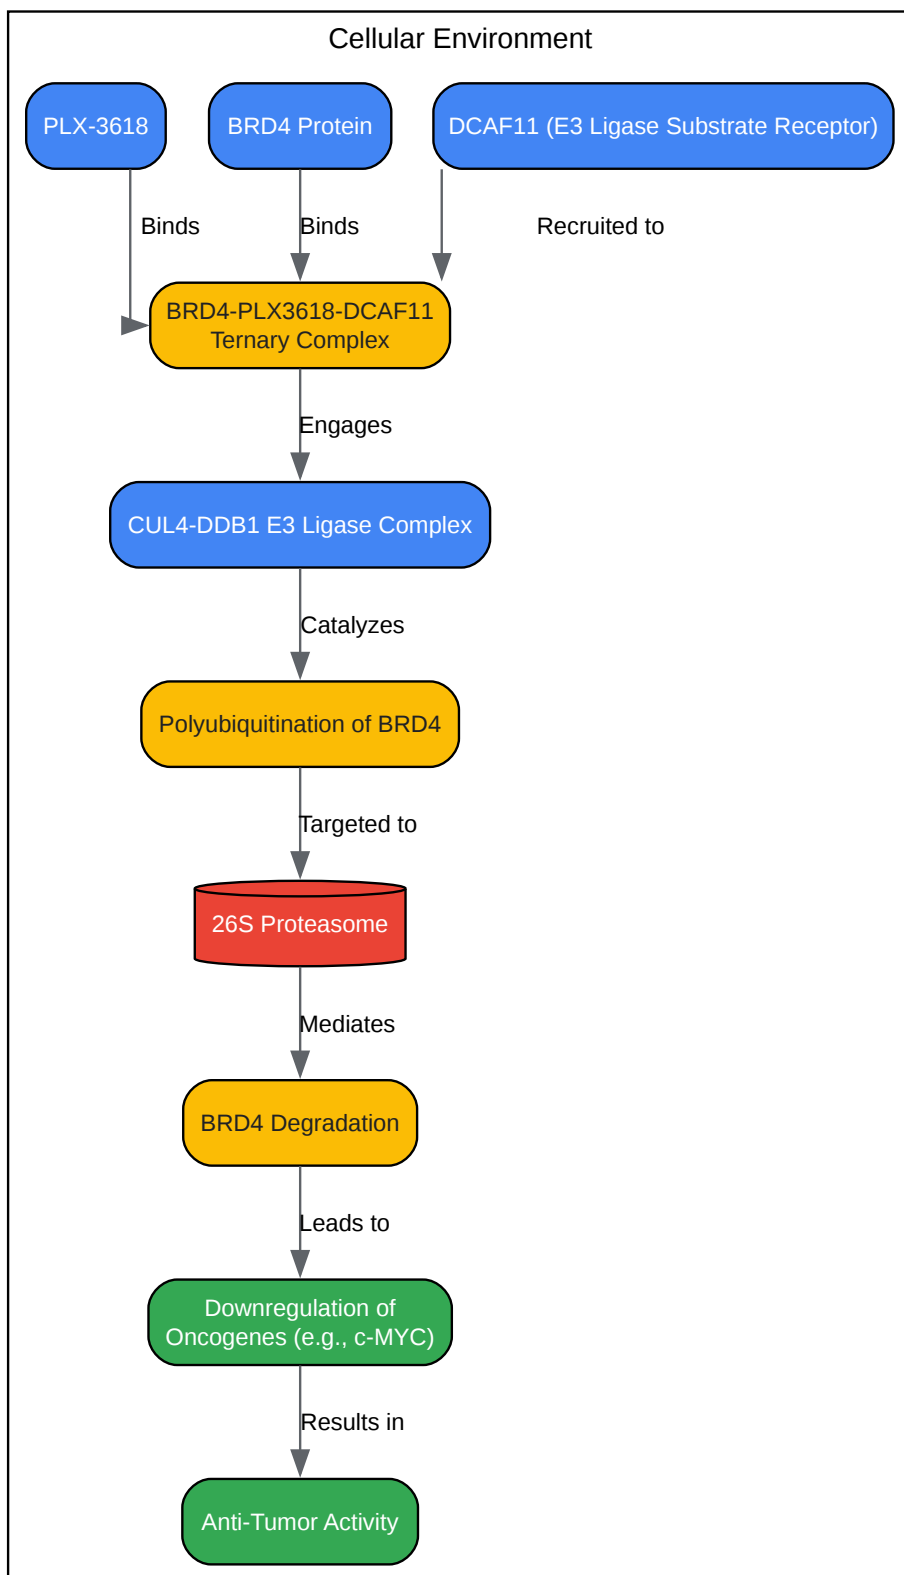 Cellular Environment
PLX-3618
BRD4 Protein
DCAF11 (E3 Ligase Substrate Receptor)
Binds
Binds
Recruited to
BRD4-PLX3618-DCAF11
Ternary Complex
Engages
CUL4-DDB1 E3 Ligase Complex
Catalyzes
Polyubiquitination of BRD4
Targeted to
26S Proteasome
Mediates
BRD4 Degradation
Leads to
Downregulation of
Oncogenes (e.g., c-MYC)
Results in
Anti-Tumor Activity